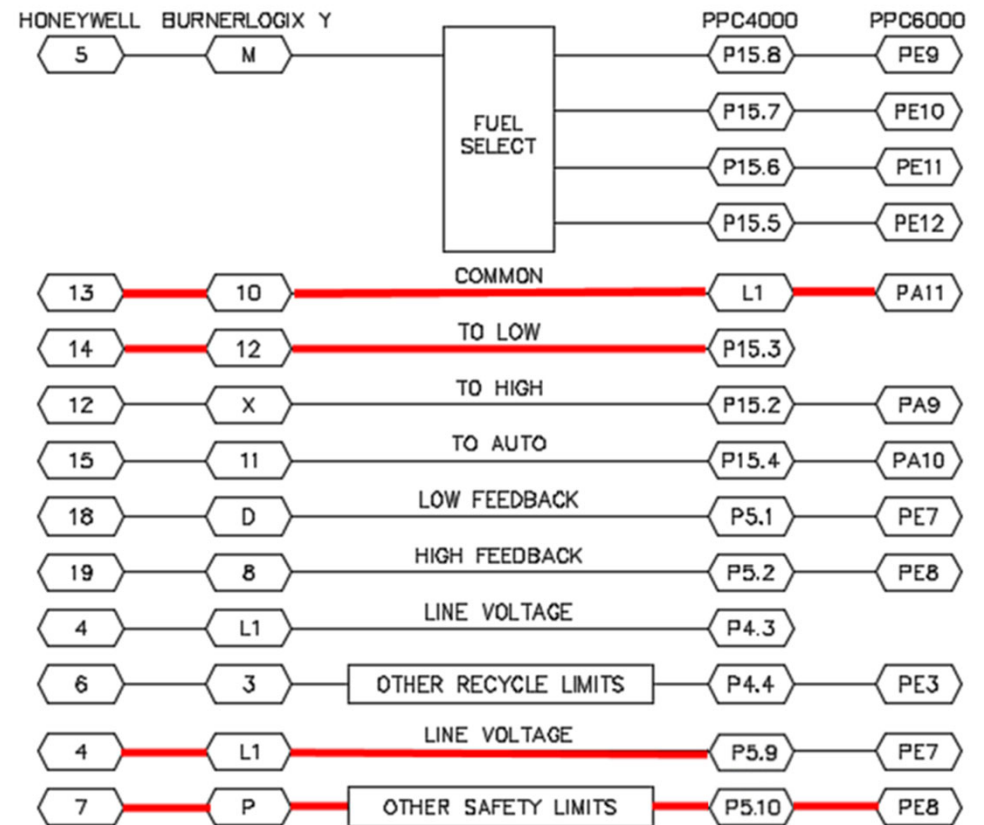 HONEYWELL BURNERLOGIX Y PPC4000 PPC6000
5 M P15.8 PE9
P15.7 PE10
FUEL
SELECT
P15.6 PE11
P15.5 PE12
COMMON
13 10 L1 PA11
TO LOW
14 12 P15.3
TO HIGH
12 X P15.2 PA9
TO AUTO
15 11 P15.4 PA10
LOW FEEDBACK
18 D P5.1 PE7
HIGH FEEDBACK
19 8 P5.2 PE8
LINE VOLTAGE
4 L1 P4.3
6 3 OTHER RECYCLE LIMITS P4.4 PE3
LINE VOLTAGE
4 L1 P5.9 PE7
7 P OTHER SAFETY LIMITS P5.10 PE8